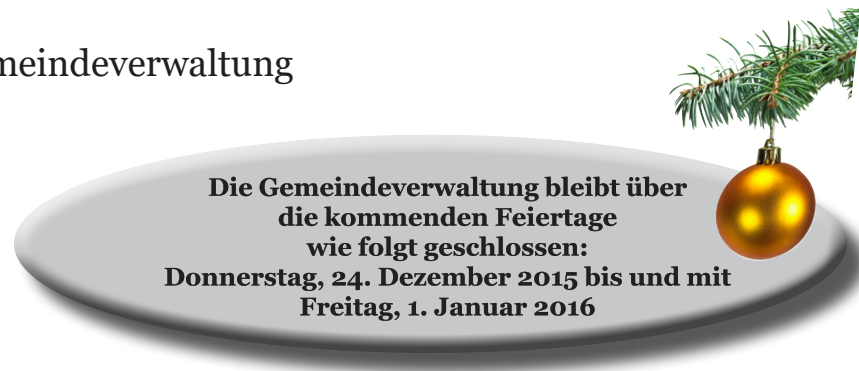 meindeverwaltung
Die Gemeindeverwaltung bleibt über
die kommenden Feiertage
wie folgt geschlossen:
Donnerstag, 24. Dezember 2015 bis und mit
Freitag, 1. Januar 2016